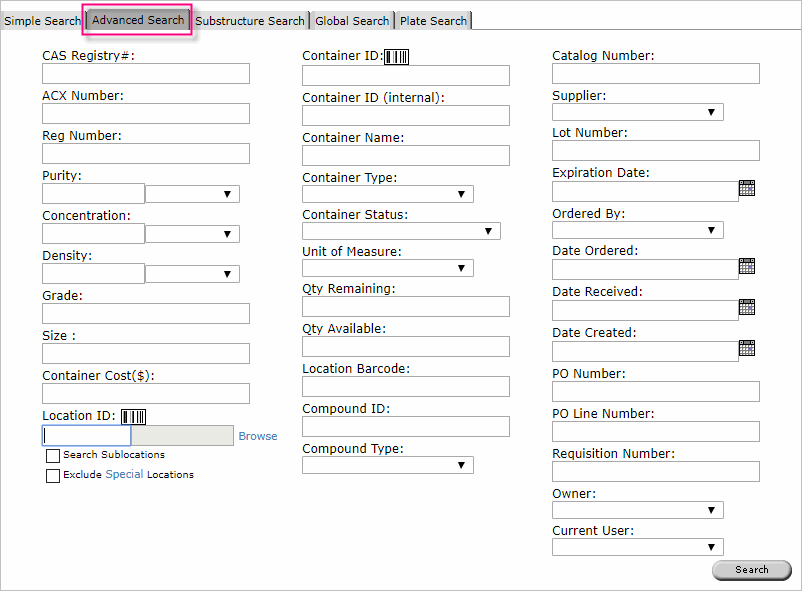 Simple Search Advanced Search Substructure Search Global Search Plate Search
CAS Registry#:
ACX Number:
Reg Number:
Purity:
Concentration:
Density:
Grade:
Size :
Container Cost($):
Location ID:
Browse
Search Sublocations
Exclude Special Locations
Container ID:
Container ID (internal):
Container Name:
Container Type:
Container Status:
Unit of Measure:
Qty Remaining:
Qty Available:
Location Barcode:
Compound ID:
Compound Type:
Catalog Number:
Supplier:
Lot Number:
Expiration Date:
Ordered By:
Date Ordered:
Date Received:
Date Created:
PO Number:
PO Line Number:
Requisition Number:
Owner:
Current User:
Search